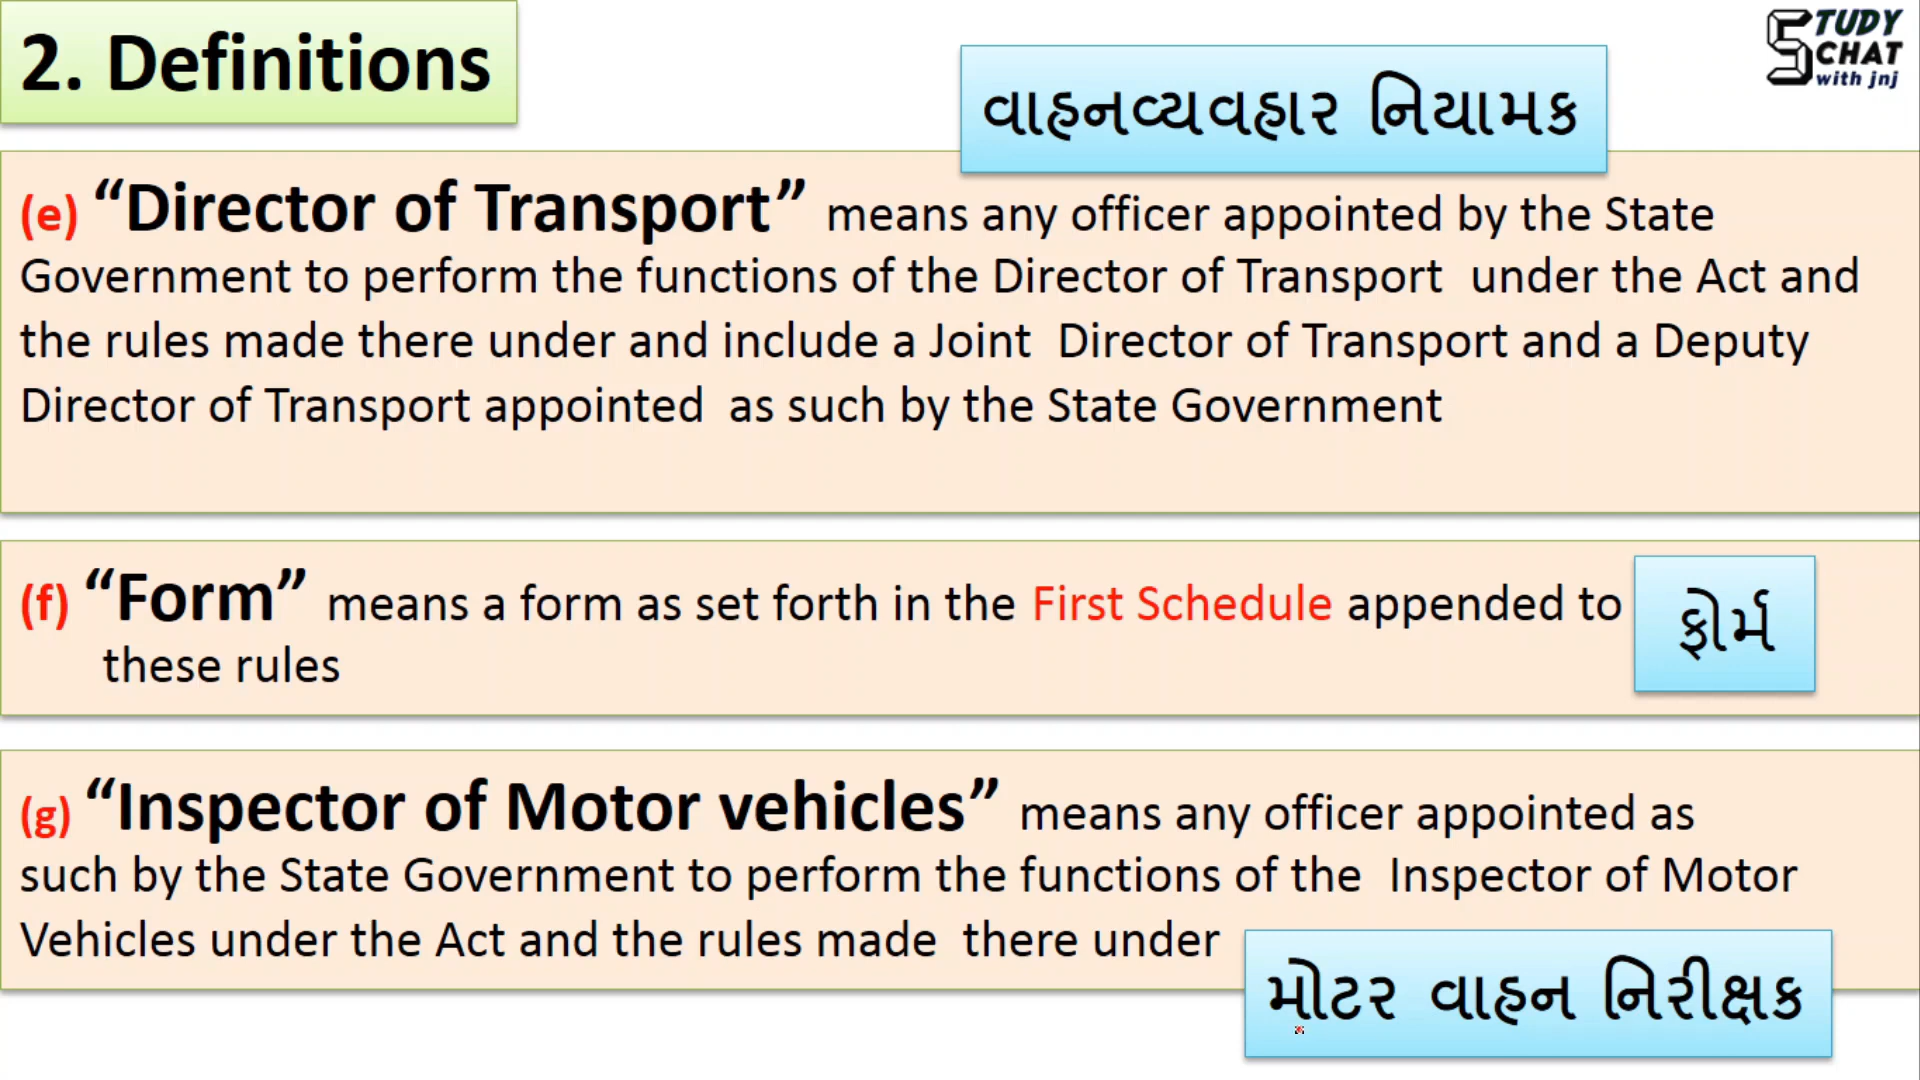 2. Definitions
STUDY
CHAT
with jnj
વાહનવ્યવહાર નિયામક
(e) “Director of Transport” means any officer appointed by the State
Government to perform the functions of the Director of Transport under the Act and
the rules made there under and include a Joint Director of Transport and a Deputy
Director of Transport appointed as such by the State Government
(f) “Form” means a form as set forth in the First Schedule appended to
these rules
ફોર્મ
(g) “Inspector of Motor vehicles” means any officer appointed as
such by the State Government to perform the functions of the Inspector of Motor
Vehicles under the Act and the rules made there under
મોટર વાહન નિરીક્ષક